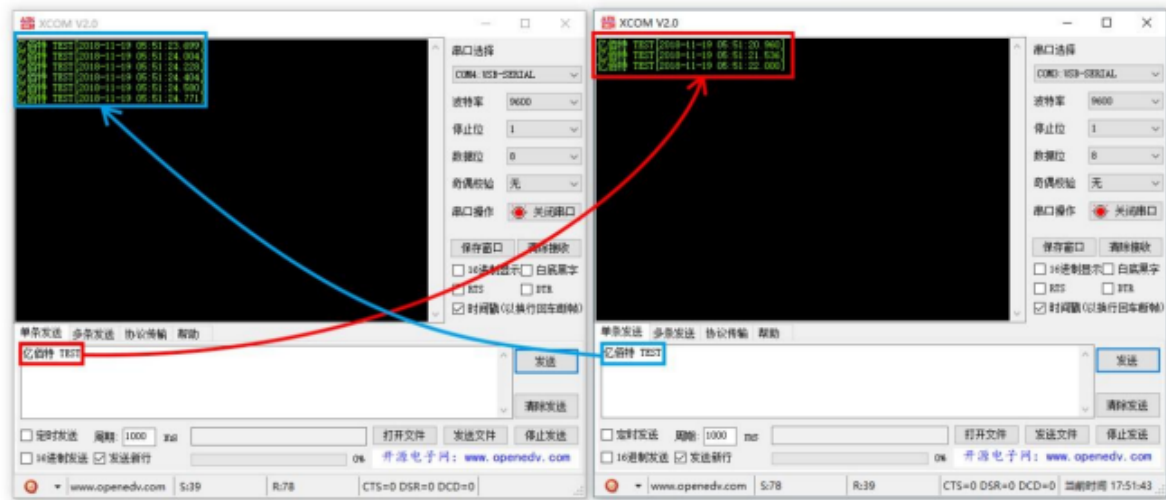 XCOM V2.0
亿佰特 TEST[2018-11-19 05:51:23.899]
亿佰特 TEST[2018-11-19 05:51:24.004]
亿佰特 TEST[2018-11-19 05:51:24.228]
亿佰特 TEST[2018-11-19 05:51:24.404]
亿佰特 TEST[2018-11-19 05:51:24.580]
亿佰特 TEST[2018-11-19 05:51:24.771]
串口选择
COM4:USB-SERIAL
波特率 9600
停止位 1
数据位 8
奇偶校验 无
串口操作 关闭串口
保存窗口 清除接收
16进制显示 白底黑字
RTS DTR
时间戳(以换行回车断帧)
单条发送 多条发送 协议传输 帮助
亿佰特 TEST
发送
清除发送
定时发送 周期: 1000 ms 打开文件 发送文件 停止发送
16进制发送 发送新行 0% 开源电子网：www.openedv.com
www.openedv.com S:39 R:78 CTS=0 DSR=0 DCD=0
XCOM V2.0
亿佰特 TEST[2018-11-19 05:51:20.960]
亿佰特 TEST[2018-11-19 05:51:21.536]
亿佰特 TEST[2018-11-19 05:51:22.000]
串口选择
COM3:USB-SERIAL
波特率 9600
停止位 1
数据位 8
奇偶校验 无
串口操作 关闭串口
保存窗口 清除接收
16进制显示 白底黑字
RTS DTR
时间戳(以换行回车断帧)
单条发送 多条发送 协议传输 帮助
亿佰特 TEST
发送
清除发送
定时发送 周期: 1000 ms 打开文件 发送文件 停止发送
16进制发送 发送新行 0% 开源电子网：www.openedv.com
www.openedv.com S:78 R:39 CTS=0 DSR=0 DCD=0 当前时间 17:51:43